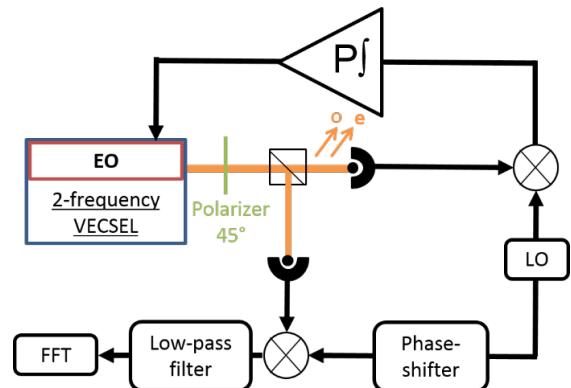 P∫
o e
EO
2-frequency
VECSEL
Polarizer
45°
LO
FFT
Low-pass
filter
Phase-
shifter